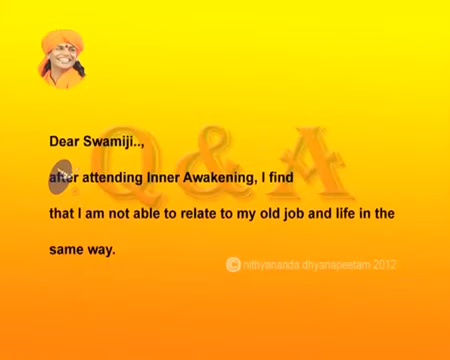 Q & A
Dear Swamiji..,
after attending Inner Awakening, I find
that I am not able to relate to my old job and life in the
same way.
© nithyananda dhyanapeetam 2012